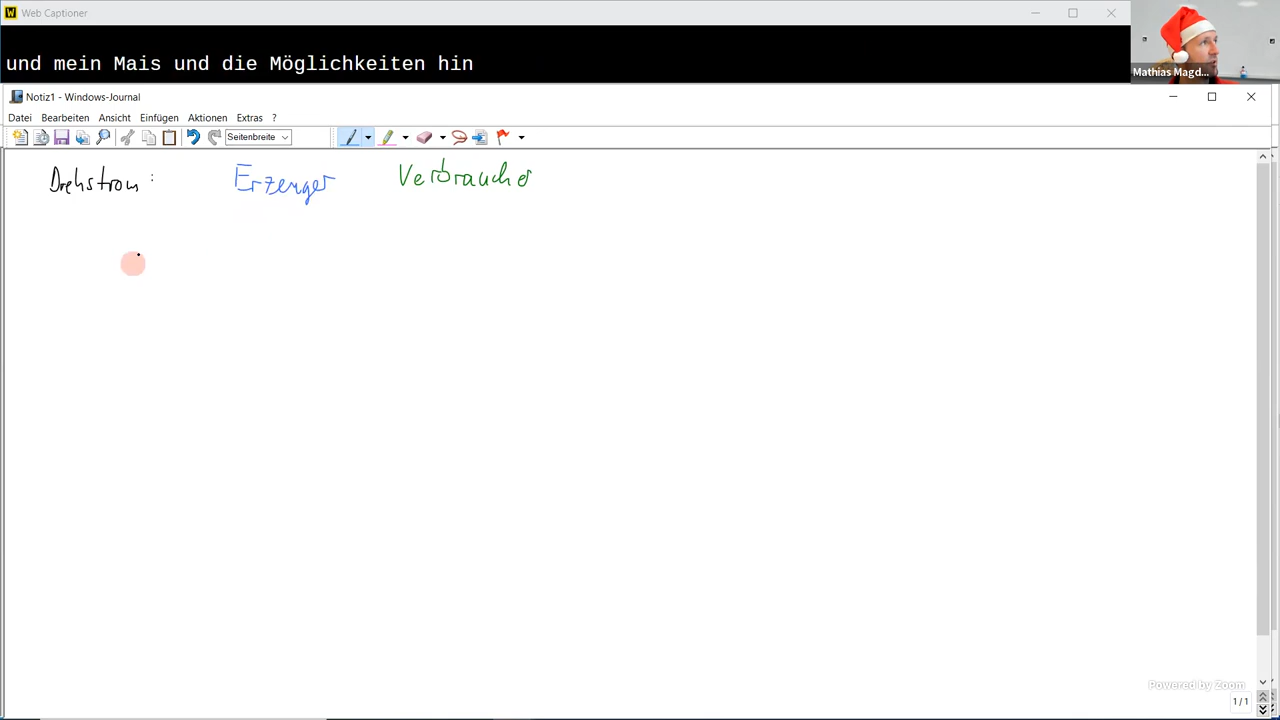 Web Captioner
und mein Mais und die Möglichkeiten hin
Mathias Magd...
Notiz1 - Windows-Journal
Datei Bearbeiten Ansicht Einfügen Aktionen Extras ?
Seitenbreite
Drehstrom: Erzeuger Verbraucher
Powered by Zoom
1/1